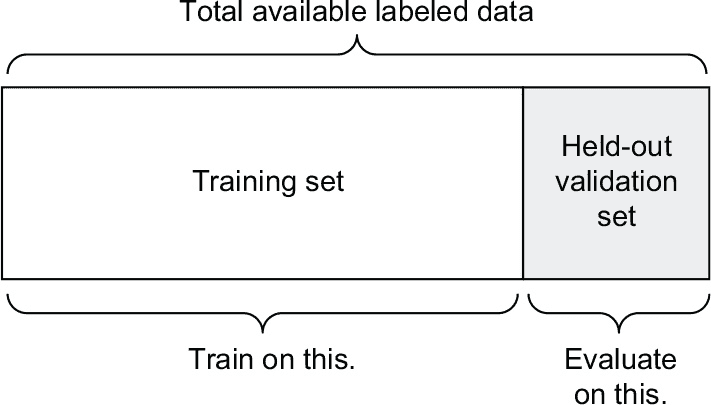 Total available labeled data
Training set
Held-out
validation
set
Train on this.
Evaluate
on this.